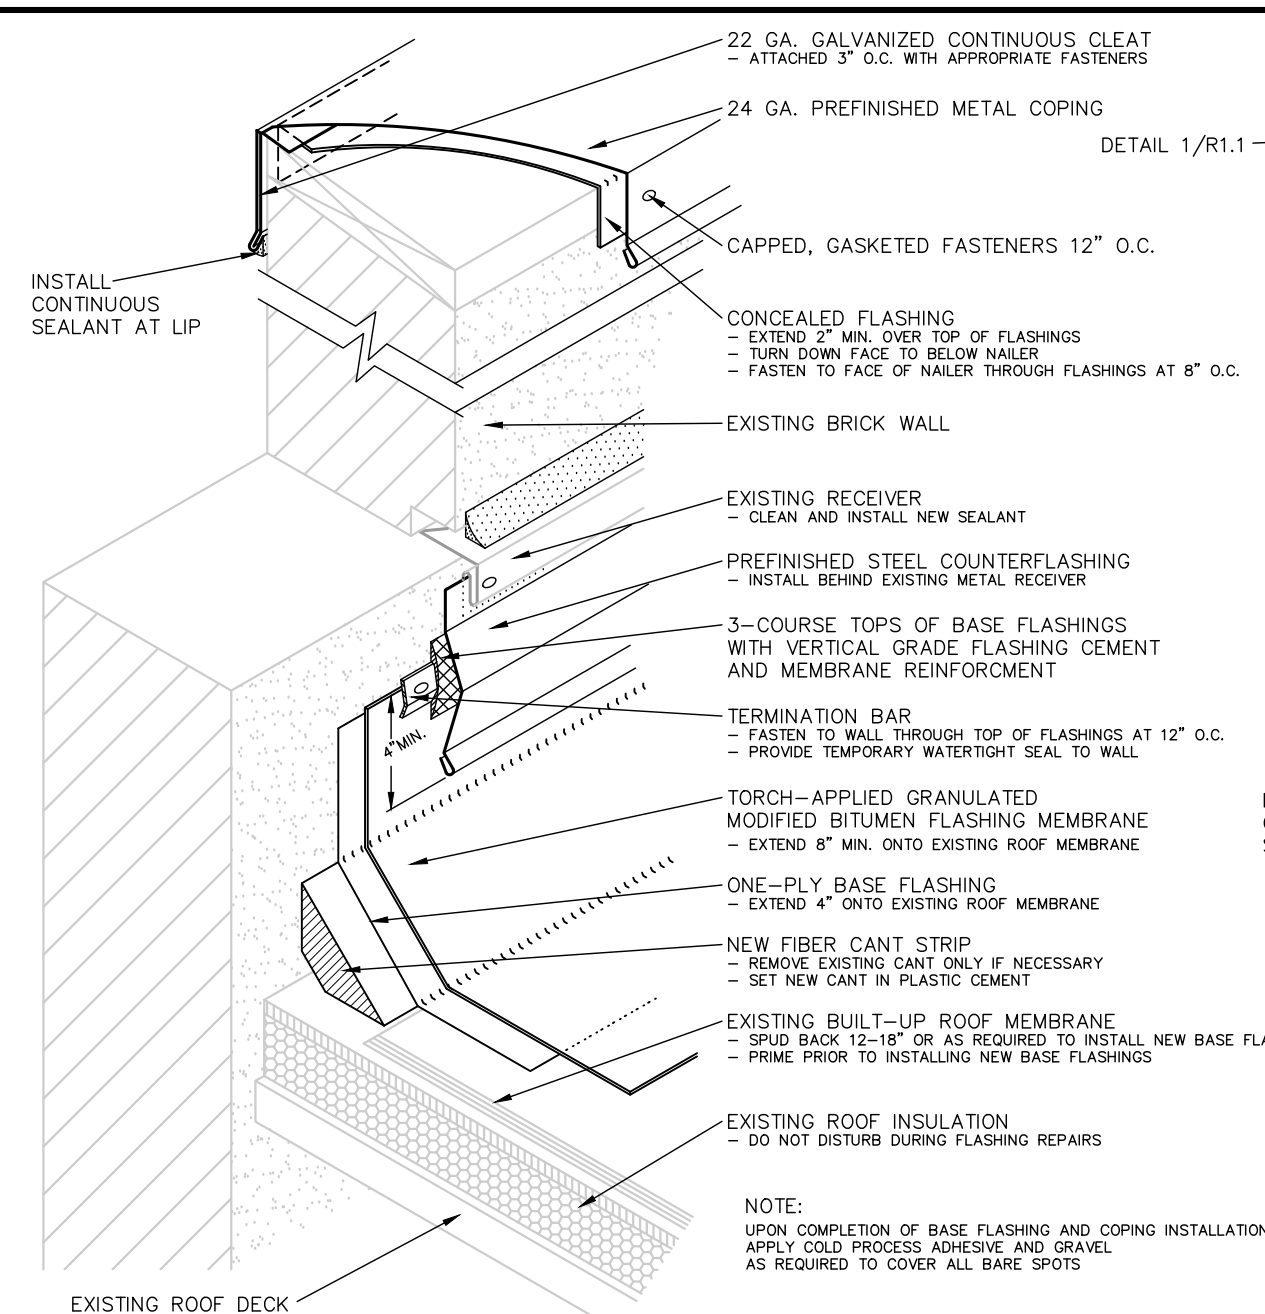 22 GA. GALVANIZED CONTINUOUS CLEAT
– ATTACHED 3" O.C. WITH APPROPRIATE FASTENERS
24 GA. PREFINISHED METAL COPING
DETAIL 1/R1.1
CAPPED, GASKETED FASTENERS 12" O.C.
INSTALL
CONTINUOUS
SEALANT AT LIP
CONCEALED FLASHING
– EXTEND 2" MIN. OVER TOP OF FLASHINGS
– TURN DOWN FACE TO BELOW NAILER
– FASTEN TO FACE OF NAILER THROUGH FLASHINGS AT 8" O.C.
EXISTING BRICK WALL
EXISTING RECEIVER
– CLEAN AND INSTALL NEW SEALANT
PREFINISHED STEEL COUNTERFLASHING
– INSTALL BEHIND EXISTING METAL RECEIVER
3–COURSE TOPS OF BASE FLASHINGS
WITH VERTICAL GRADE FLASHING CEMENT
AND MEMBRANE REINFORCMENT
TERMINATION BAR
– FASTEN TO WALL THROUGH TOP OF FLASHINGS AT 12" O.C.
– PROVIDE TEMPORARY WATERTIGHT SEAL TO WALL
4" MIN.
TORCH–APPLIED GRANULATED
MODIFIED BITUMEN FLASHING MEMBRANE
– EXTEND 8" MIN. ONTO EXISTING ROOF MEMBRANE
ONE–PLY BASE FLASHING
– EXTEND 4" ONTO EXISTING ROOF MEMBRANE
NEW FIBER CANT STRIP
– REMOVE EXISTING CANT ONLY IF NECESSARY
– SET NEW CANT IN PLASTIC CEMENT
EXISTING BUILT–UP ROOF MEMBRANE
– SPUD BACK 12–18" OR AS REQUIRED TO INSTALL NEW BASE
– PRIME PRIOR TO INSTALLING NEW BASE FLASHINGS
EXISTING ROOF INSULATION
– DO NOT DISTURB DURING FLASHING REPAIRS
NOTE:
UPON COMPLETION OF BASE FLASHING AND COPING INSTALLATION
APPLY COLD PROCESS ADHESIVE AND GRAVEL
AS REQUIRED TO COVER ALL BARE SPOTS
EXISTING ROOF DECK